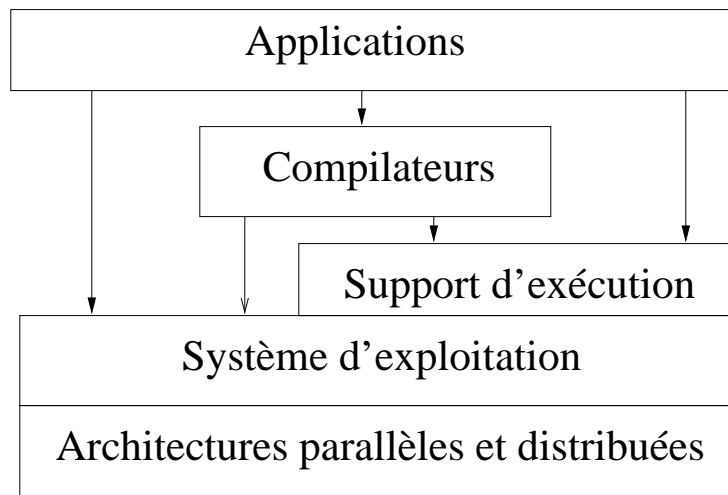 Applications
Compilateurs
Support d’exécution
Système d’exploitation
Architectures parallèles et distribuées